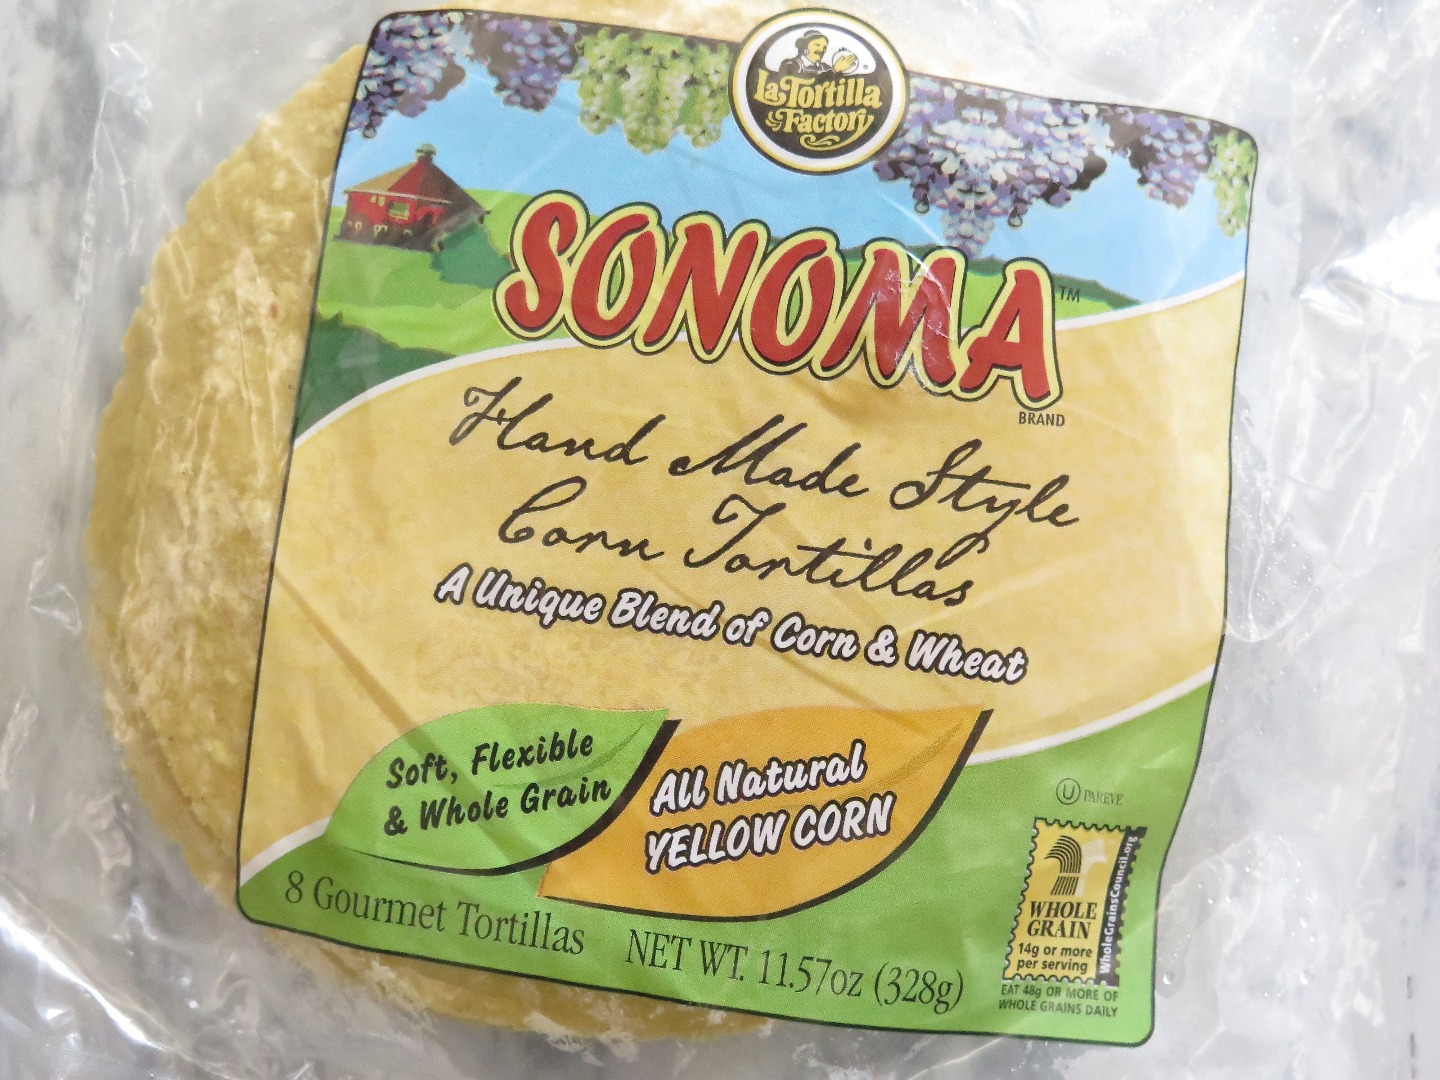 La Tortilla
Factory
SONOMA™
BRAND
Hand Made Style
Corn Tortillas
A Unique Blend of Corn & Wheat
Soft, Flexible
& Whole Grain
All Natural
YELLOW CORN
U PAREVE
WHOLE
GRAIN
14g or more
per serving
WholeGrainsCouncil.org
EAT 48g OR MORE OF
WHOLE GRAINS DAILY
8 Gourmet Tortillas NET WT. 11.57oz (328g)